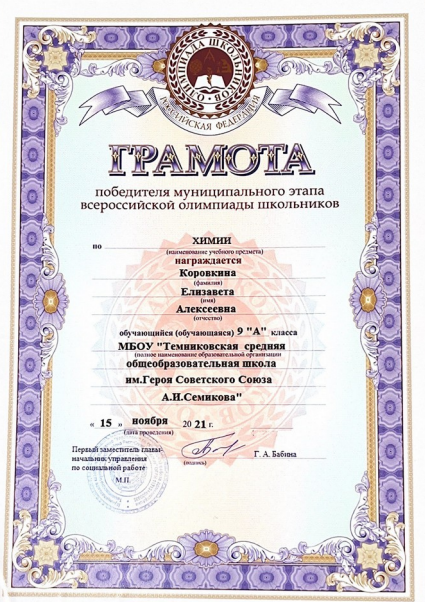 ОЛИМПИАДА ШКОЛЬНИКОВ
РОССИЙСКАЯ ФЕДЕРАЦИЯ
ГРАМОТА
победителя муниципального этапа
всероссийской олимпиады школьников
по ХИМИИ
(наименование учебного предмета)
награждается
Коровкина
(фамилия)
Елизавета
(имя)
Алексеевна
(отчество)
обучающийся (обучающаяся) 9 "А" класса
МБОУ "Темниковская средняя
(полное наименование образовательной организации
общеобразовательная школа
им.Героя Советского Союза
А.И.Семикова"
« 15 » ноября 2021 г.
(дата проведения)
Первый заместитель главы-
начальник управления
по социальной работе
(подпись)
Г. А. Бабина
М.П.